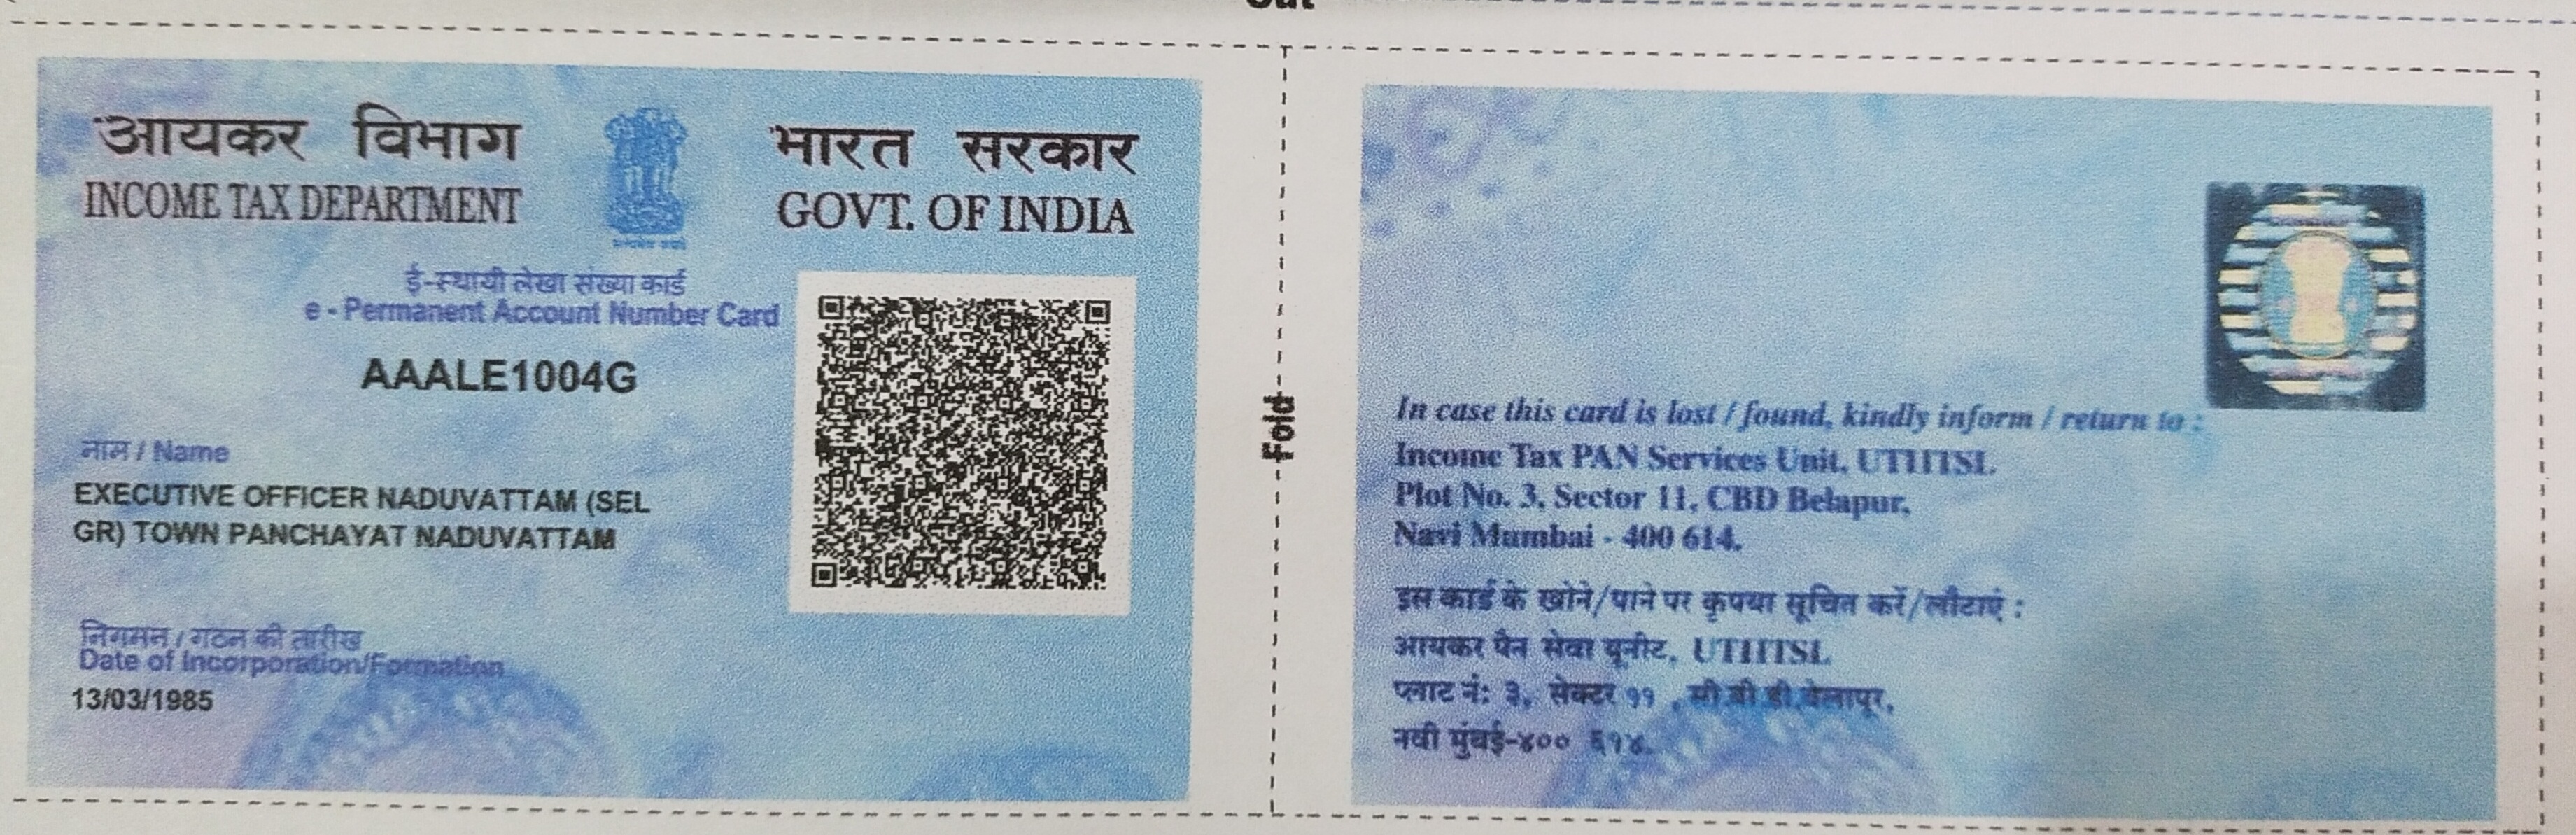 आयकर विभाग
INCOME TAX DEPARTMENT
भारत सरकार
GOVT. OF INDIA
ई-स्थायी लेखा संख्या कार्ड
e - Permanent Account Number Card
AAALE1004G
नाम / Name
EXECUTIVE OFFICER NADUVATTAM (SEL
GR) TOWN PANCHAYAT NADUVATTAM
निगमन / गठन की तारीख
Date of Incorporation/Formation
13/03/1985
Fold
In case this card is lost / found, kindly inform / return to :
Income Tax PAN Services Unit, UTIITSL
Plot No. 3, Sector 11, CBD Belapur,
Navi Mumbai - 400 614.
इस कार्ड के खोने/पाने पर कृपया सूचित करें/लौटाएं :
आयकर पैन सेवा यूनीट, UTIITSL
प्लाट नं: ३, सेक्टर ११, सी बी डी बेलापुर,
नवी मुंबई-४०० ६१४.